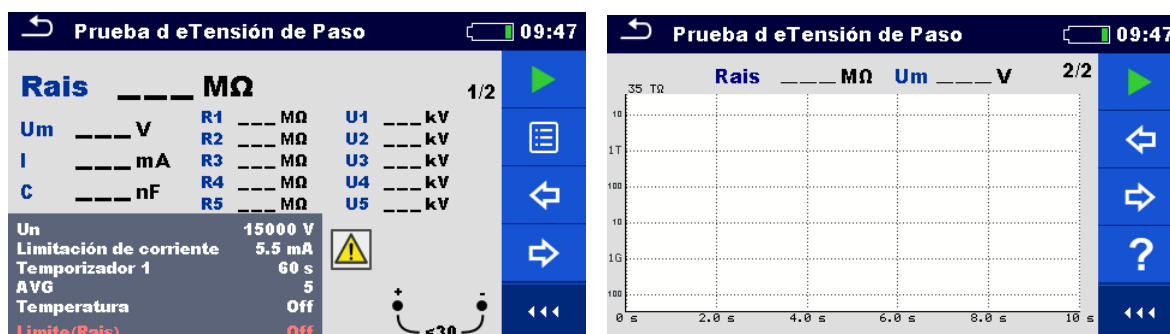 Prueba d eTensión de Paso 09:47
Rais ___ MΩ 1/2
Um ___ V
I ___ mA
C ___ nF
R1 ___ MΩ U1 ___ kV
R2 ___ MΩ U2 ___ kV
R3 ___ MΩ U3 ___ kV
R4 ___ MΩ U4 ___ kV
R5 ___ MΩ U5 ___ kV
Un 15000 V
Limitación de corriente 5.5 mA
Temporizador 1 60 s
AVG 5
Temperatura Off
Limite(Rais) Off
+ -
<30
Prueba d eTensión de Paso 09:47
Rais ___ MΩ Um ___ V 2/2
35 TΩ
10
1T
100
10
1G
100
0 s 2.0 s 4.0 s 6.0 s 8.0 s 10 s
?